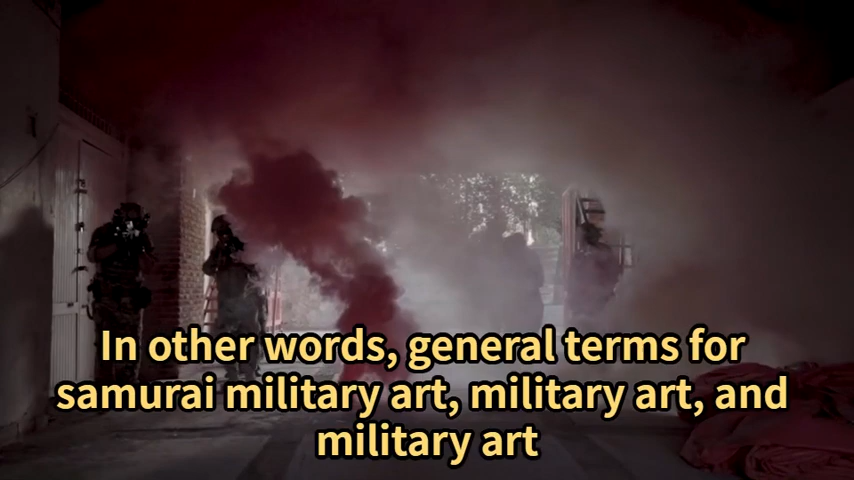 In other words, general terms for
samurai military art, military art, and
military art